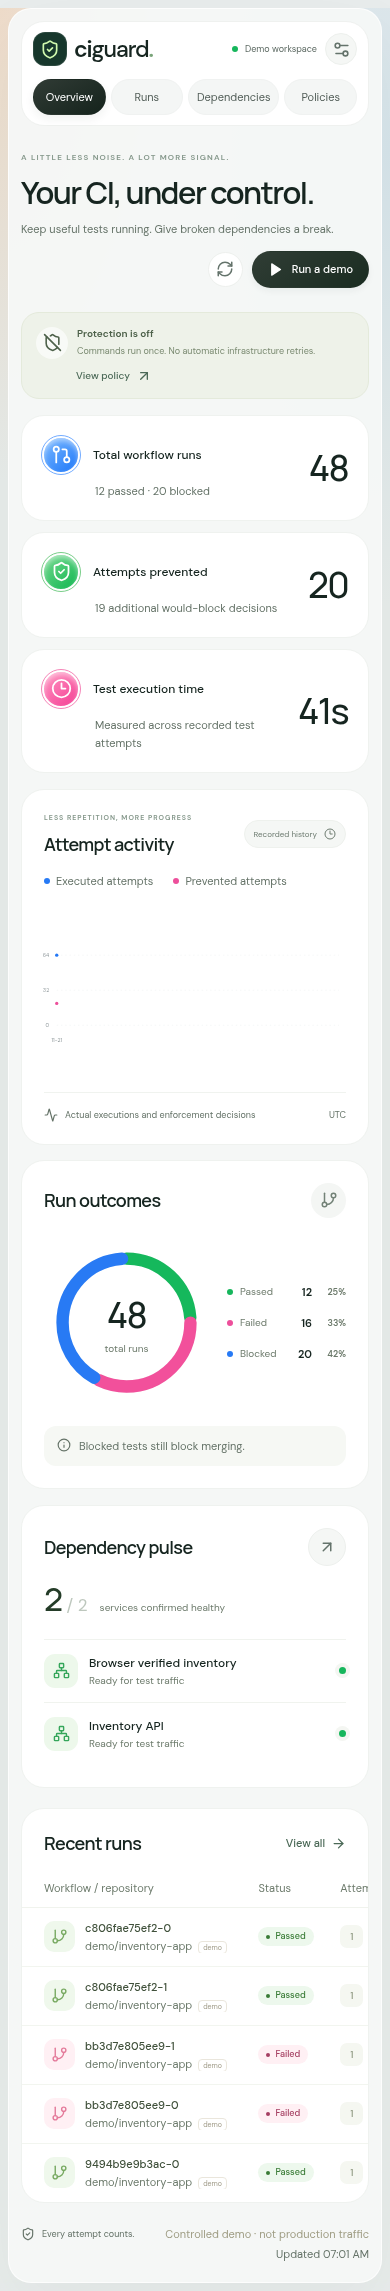 ciguard.
Demo workspace
Overview
Runs
Dependencies
Policies
A LITTLE LESS NOISE. A LOT MORE SIGNAL.
Your CI, under control.
Keep useful tests running. Give broken dependencies a break.
Run a demo
Protection is off
Commands run once. No automatic infrastructure retries.
View policy
Total workflow runs
48
12 passed · 20 blocked
Attempts prevented
20
19 additional would-block decisions
Test execution time
41s
Measured across recorded test
attempts
LESS REPETITION, MORE PROGRESS
Attempt activity
Recorded history
Executed attempts
Prevented attempts
64
32
0
Actual executions and enforcement decisions
UTC
Run outcomes
48
total runs
Passed 12 25%
Failed 16 33%
Blocked 20 42%
Blocked tests still block merging.
Dependency pulse
2 / 2 services confirmed healthy
Browser verified inventory
Ready for test traffic
Inventory API
Ready for test traffic
Recent runs
View all
Workflow / repository
Status
Attem
c806fae75ef2-0
demo/inventory-app demo
Passed
1
c806fae75ef2-1
demo/inventory-app demo
Passed
1
bb3d7e805ee9-1
demo/inventory-app demo
Failed
1
bb3d7e805ee9-0
demo/inventory-app demo
Failed
1
9494b9e9b3ac-0
demo/inventory-app demo
Passed
1
Every attempt counts.
Controlled demo · not production traffic
Updated 07:01 AM